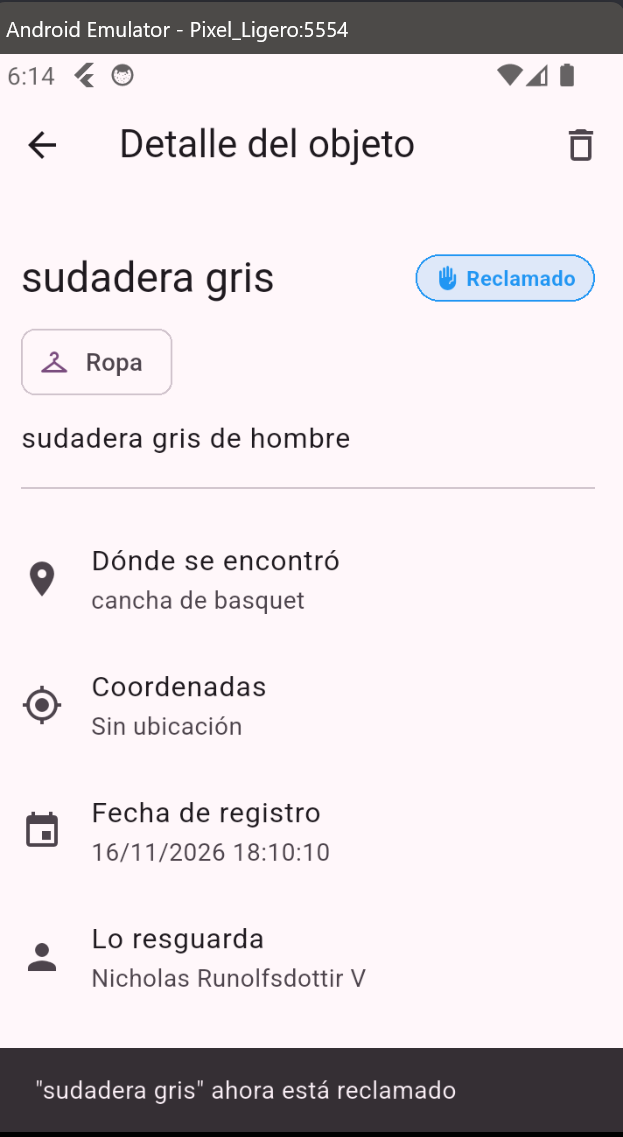 Android Emulator - Pixel_Ligero:5554
6:14
Detalle del objeto
sudadera gris
Reclamado
Ropa
sudadera gris de hombre
Dónde se encontró
cancha de basquet
Coordenadas
Sin ubicación
Fecha de registro
16/11/2026 18:10:10
Lo resguarda
Nicholas Runolfsdottir V
"sudadera gris" ahora está reclamado